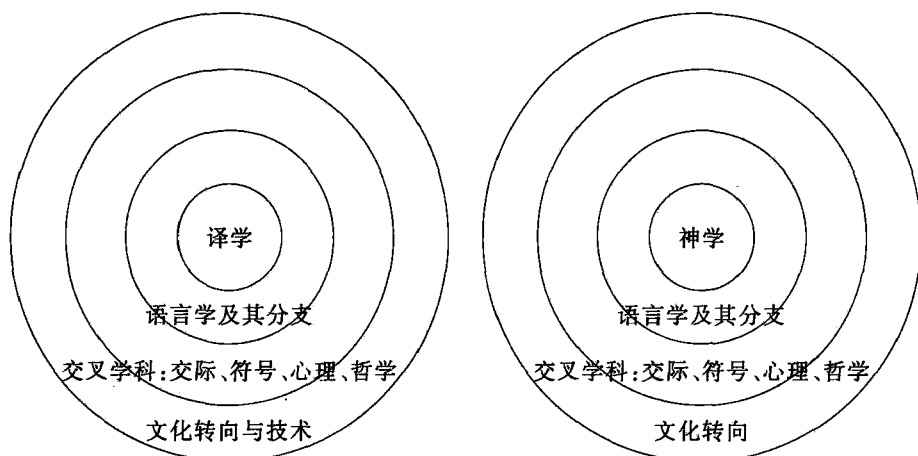 译学
语言学及其分支
交叉学科:交际、符号、心理、哲学
文化转向与技术
神学
语言学及其分支
交叉学科:交际、符号、心理、哲学
文化转向